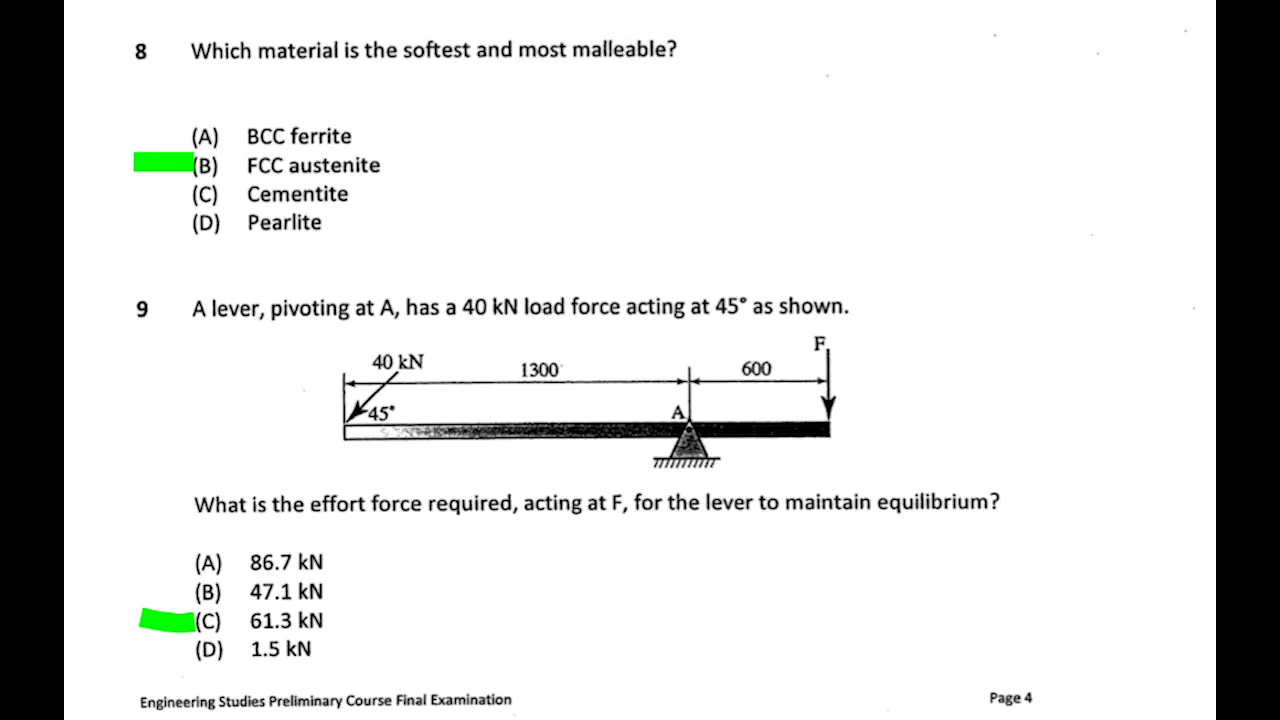 8 Which material is the softest and most malleable?
(A) BCC ferrite
(B) FCC austenite
(C) Cementite
(D) Pearlite
9 A lever, pivoting at A, has a 40 kN load force acting at 45° as shown.
F
40 kN 1300 600
45° A
What is the effort force required, acting at F, for the lever to maintain equilibrium?
(A) 86.7 kN
(B) 47.1 kN
(C) 61.3 kN
(D) 1.5 kN
Engineering Studies Preliminary Course Final Examination Page 4